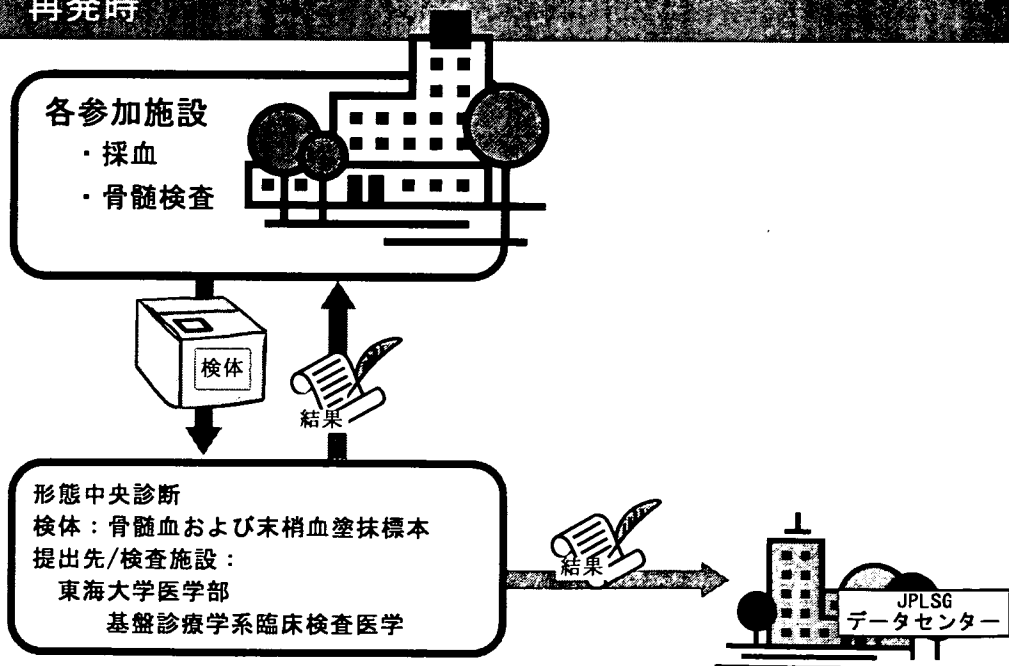 再発時
各参加施設
・採血
・骨髄検査
検体
結果
形態中央診断
検体：骨髄血および末梢血塗抹標本
提出先/検査施設：
東海大学医学部
基盤診療学系臨床検査医学
結果
JPLSG
データセンター